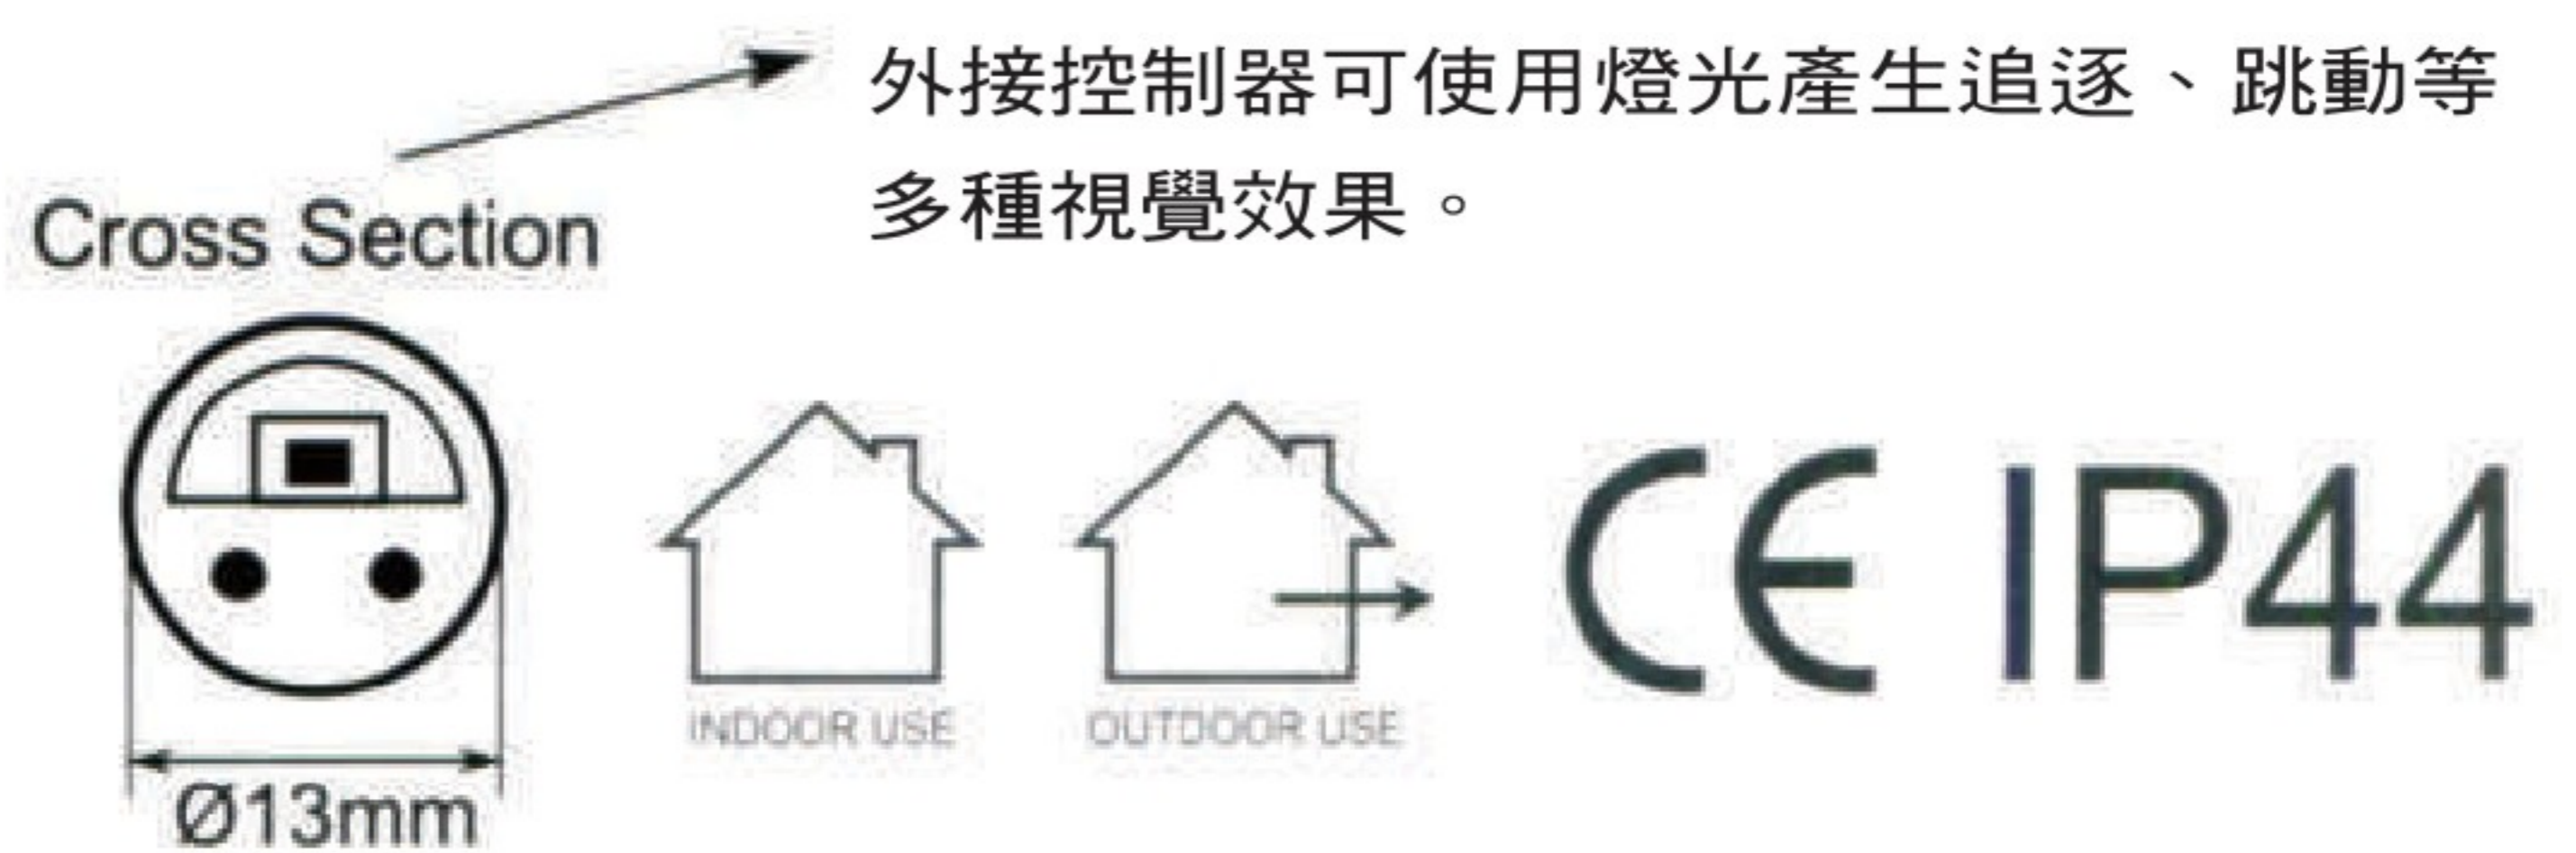 外接控制器可使用燈光產生追逐、跳動等
多種視覺效果。
Cross Section
INDOOR USE
OUTDOOR USE
CE IP44
Ø13mm